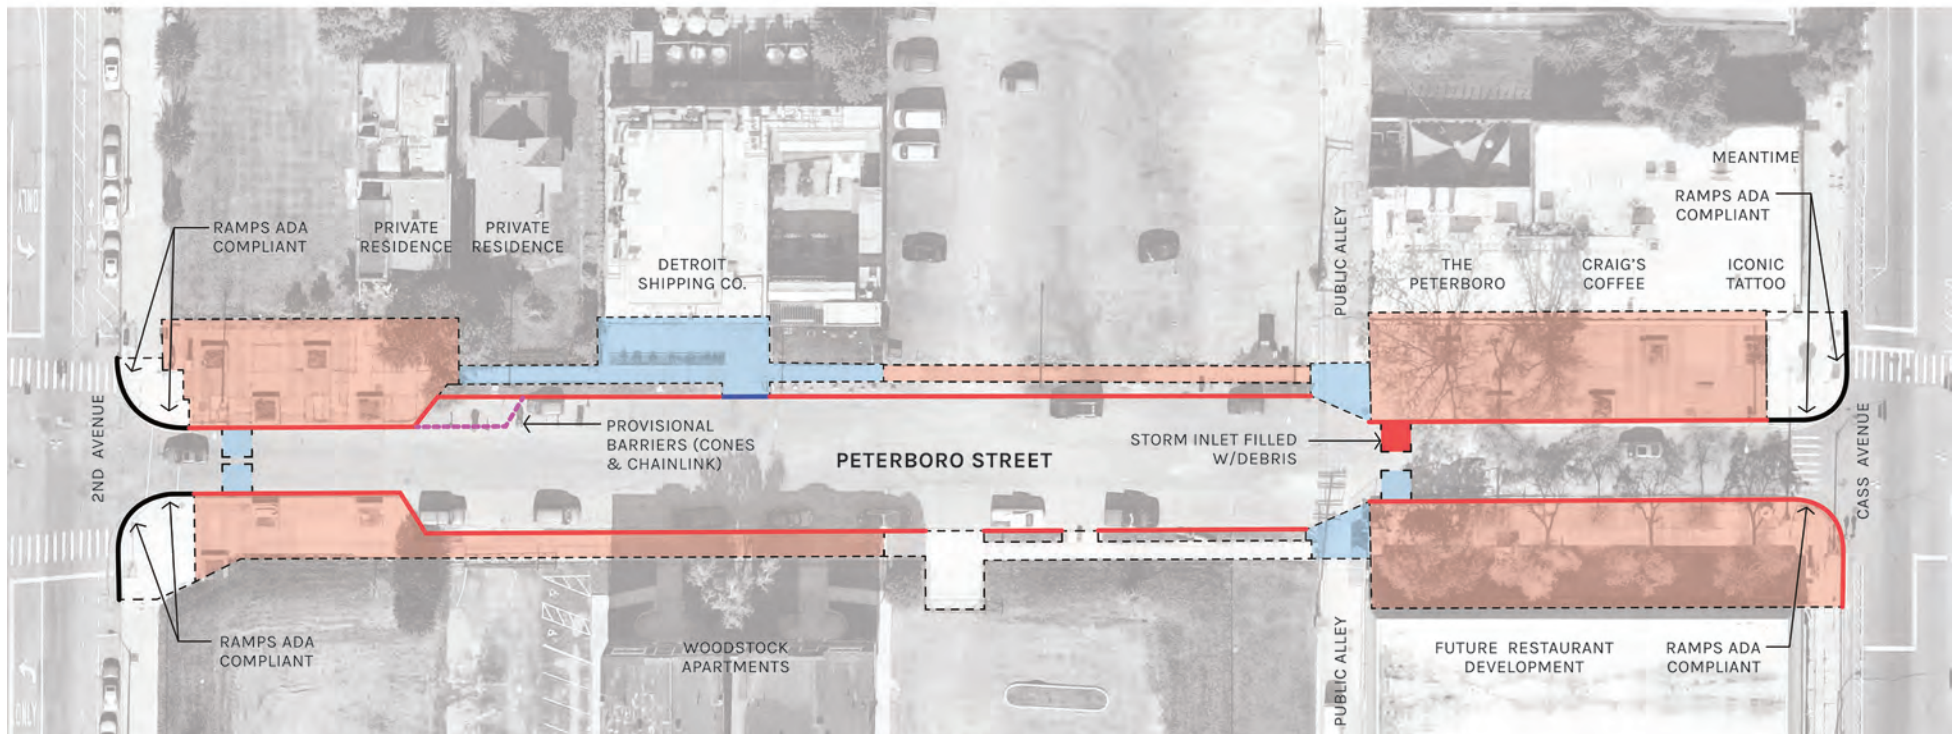 ONLY
MEANTIME
RAMPS ADA
COMPLIANT
PRIVATE
RESIDENCE
PRIVATE
RESIDENCE
RAMPS ADA
COMPLIANT
DETROIT
SHIPPING CO.
PUBLIC ALLEY
THE
PETERBORO
CRAIG'S
COFFEE
ICONIC
TATTOO
2ND AVENUE
PROVISIONAL
BARRIERS (CONES
& CHAINLINK)
PETERBORO STREET
STORM INLET FILLED
W/DEBRIS
CASS AVENUE
RAMPS ADA
COMPLIANT
WOODSTOCK
APARTMENTS
PUBLIC ALLEY
FUTURE RESTAURANT
DEVELOPMENT
RAMPS ADA
COMPLIANT
ONLY